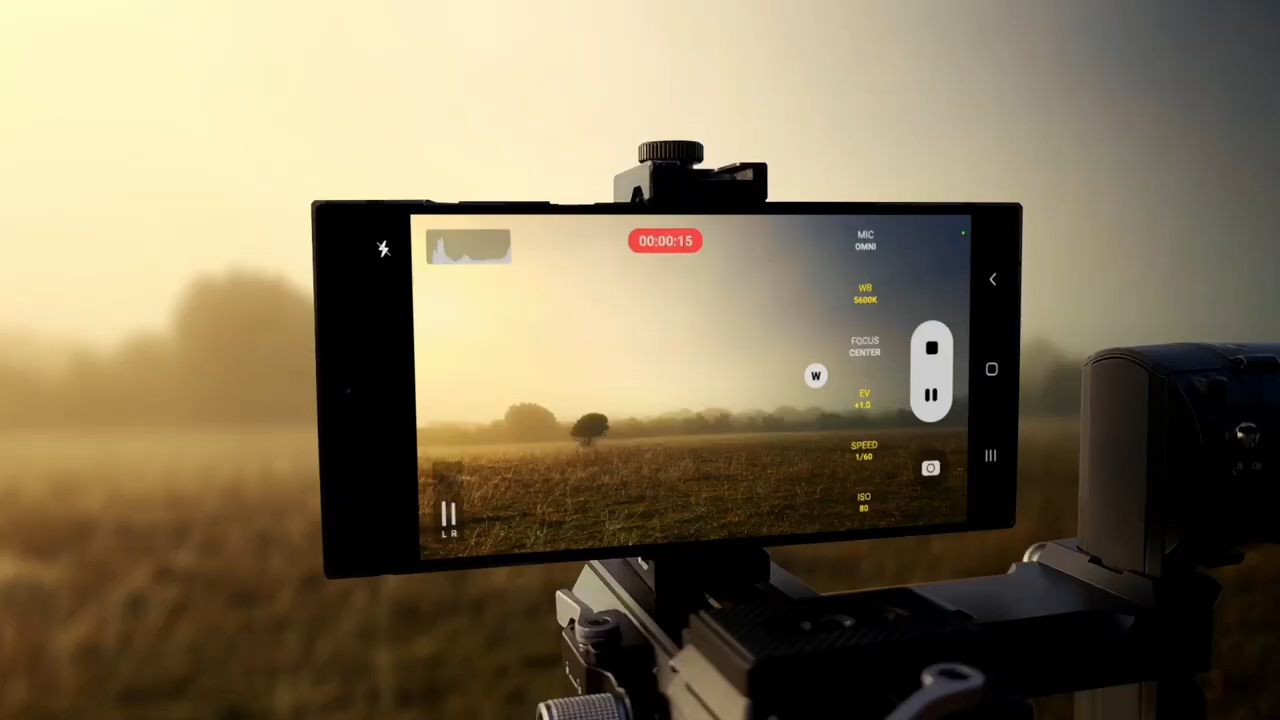 00:00:15
MIC
OMNI
WB
5600K
FOCUS
CENTER
W
EV
+1.0
SPEED
1/60
ISO
80
L R